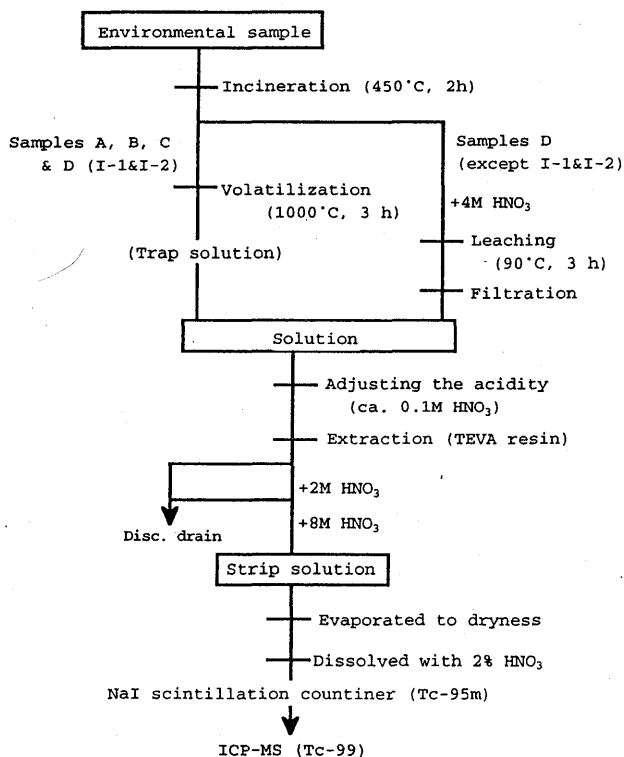 Environmental sample
Incineration (450°C, 2h)
Samples A, B, C
& D (I-1&I-2)
Samples D
(except I-1&I-2)
Volatilization
(1000°C, 3 h)
+4M HNO₃
(Trap solution)
Leaching
(90°C, 3 h)
Filtration
Solution
Adjusting the acidity
(ca. 0.1M HNO₃)
Extraction (TEVA resin)
+2M HNO₃
+8M HNO₃
Disc. drain
Strip solution
Evaporated to dryness
Dissolved with 2% HNO₃
NaI scintillation countiner (Tc-95m)
ICP-MS (Tc-99)